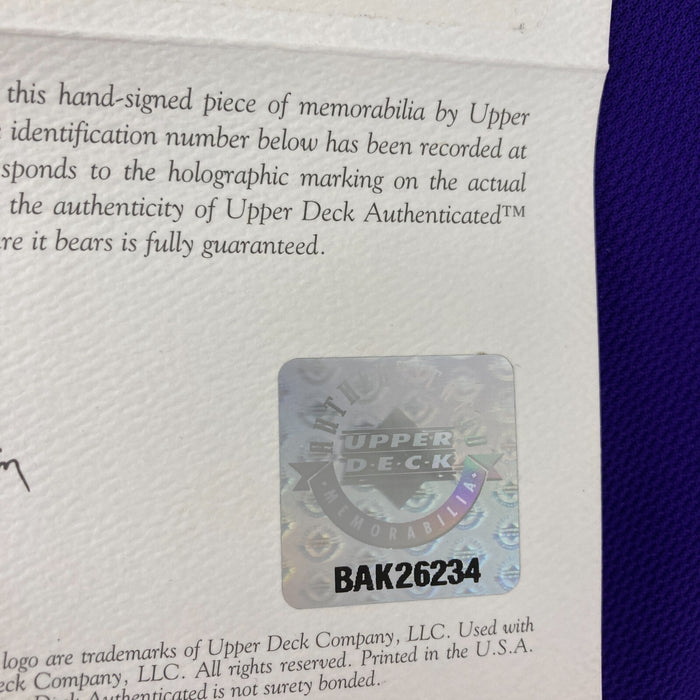 this hand-signed piece of memorabilia by Upper
identification number below has been recorded at
sponds to the holographic marking on the actual
the authenticity of Upper Deck Authenticated™
re it bears is fully guaranteed.
UPPER
D·E·C·K
MEMORABILIA
BAK26234
logo are trademarks of Upper Deck Company, LLC. Used with
eck Company, LLC. All rights reserved. Printed in the U.S.A.
Deck Authenticated is not surety bonded.